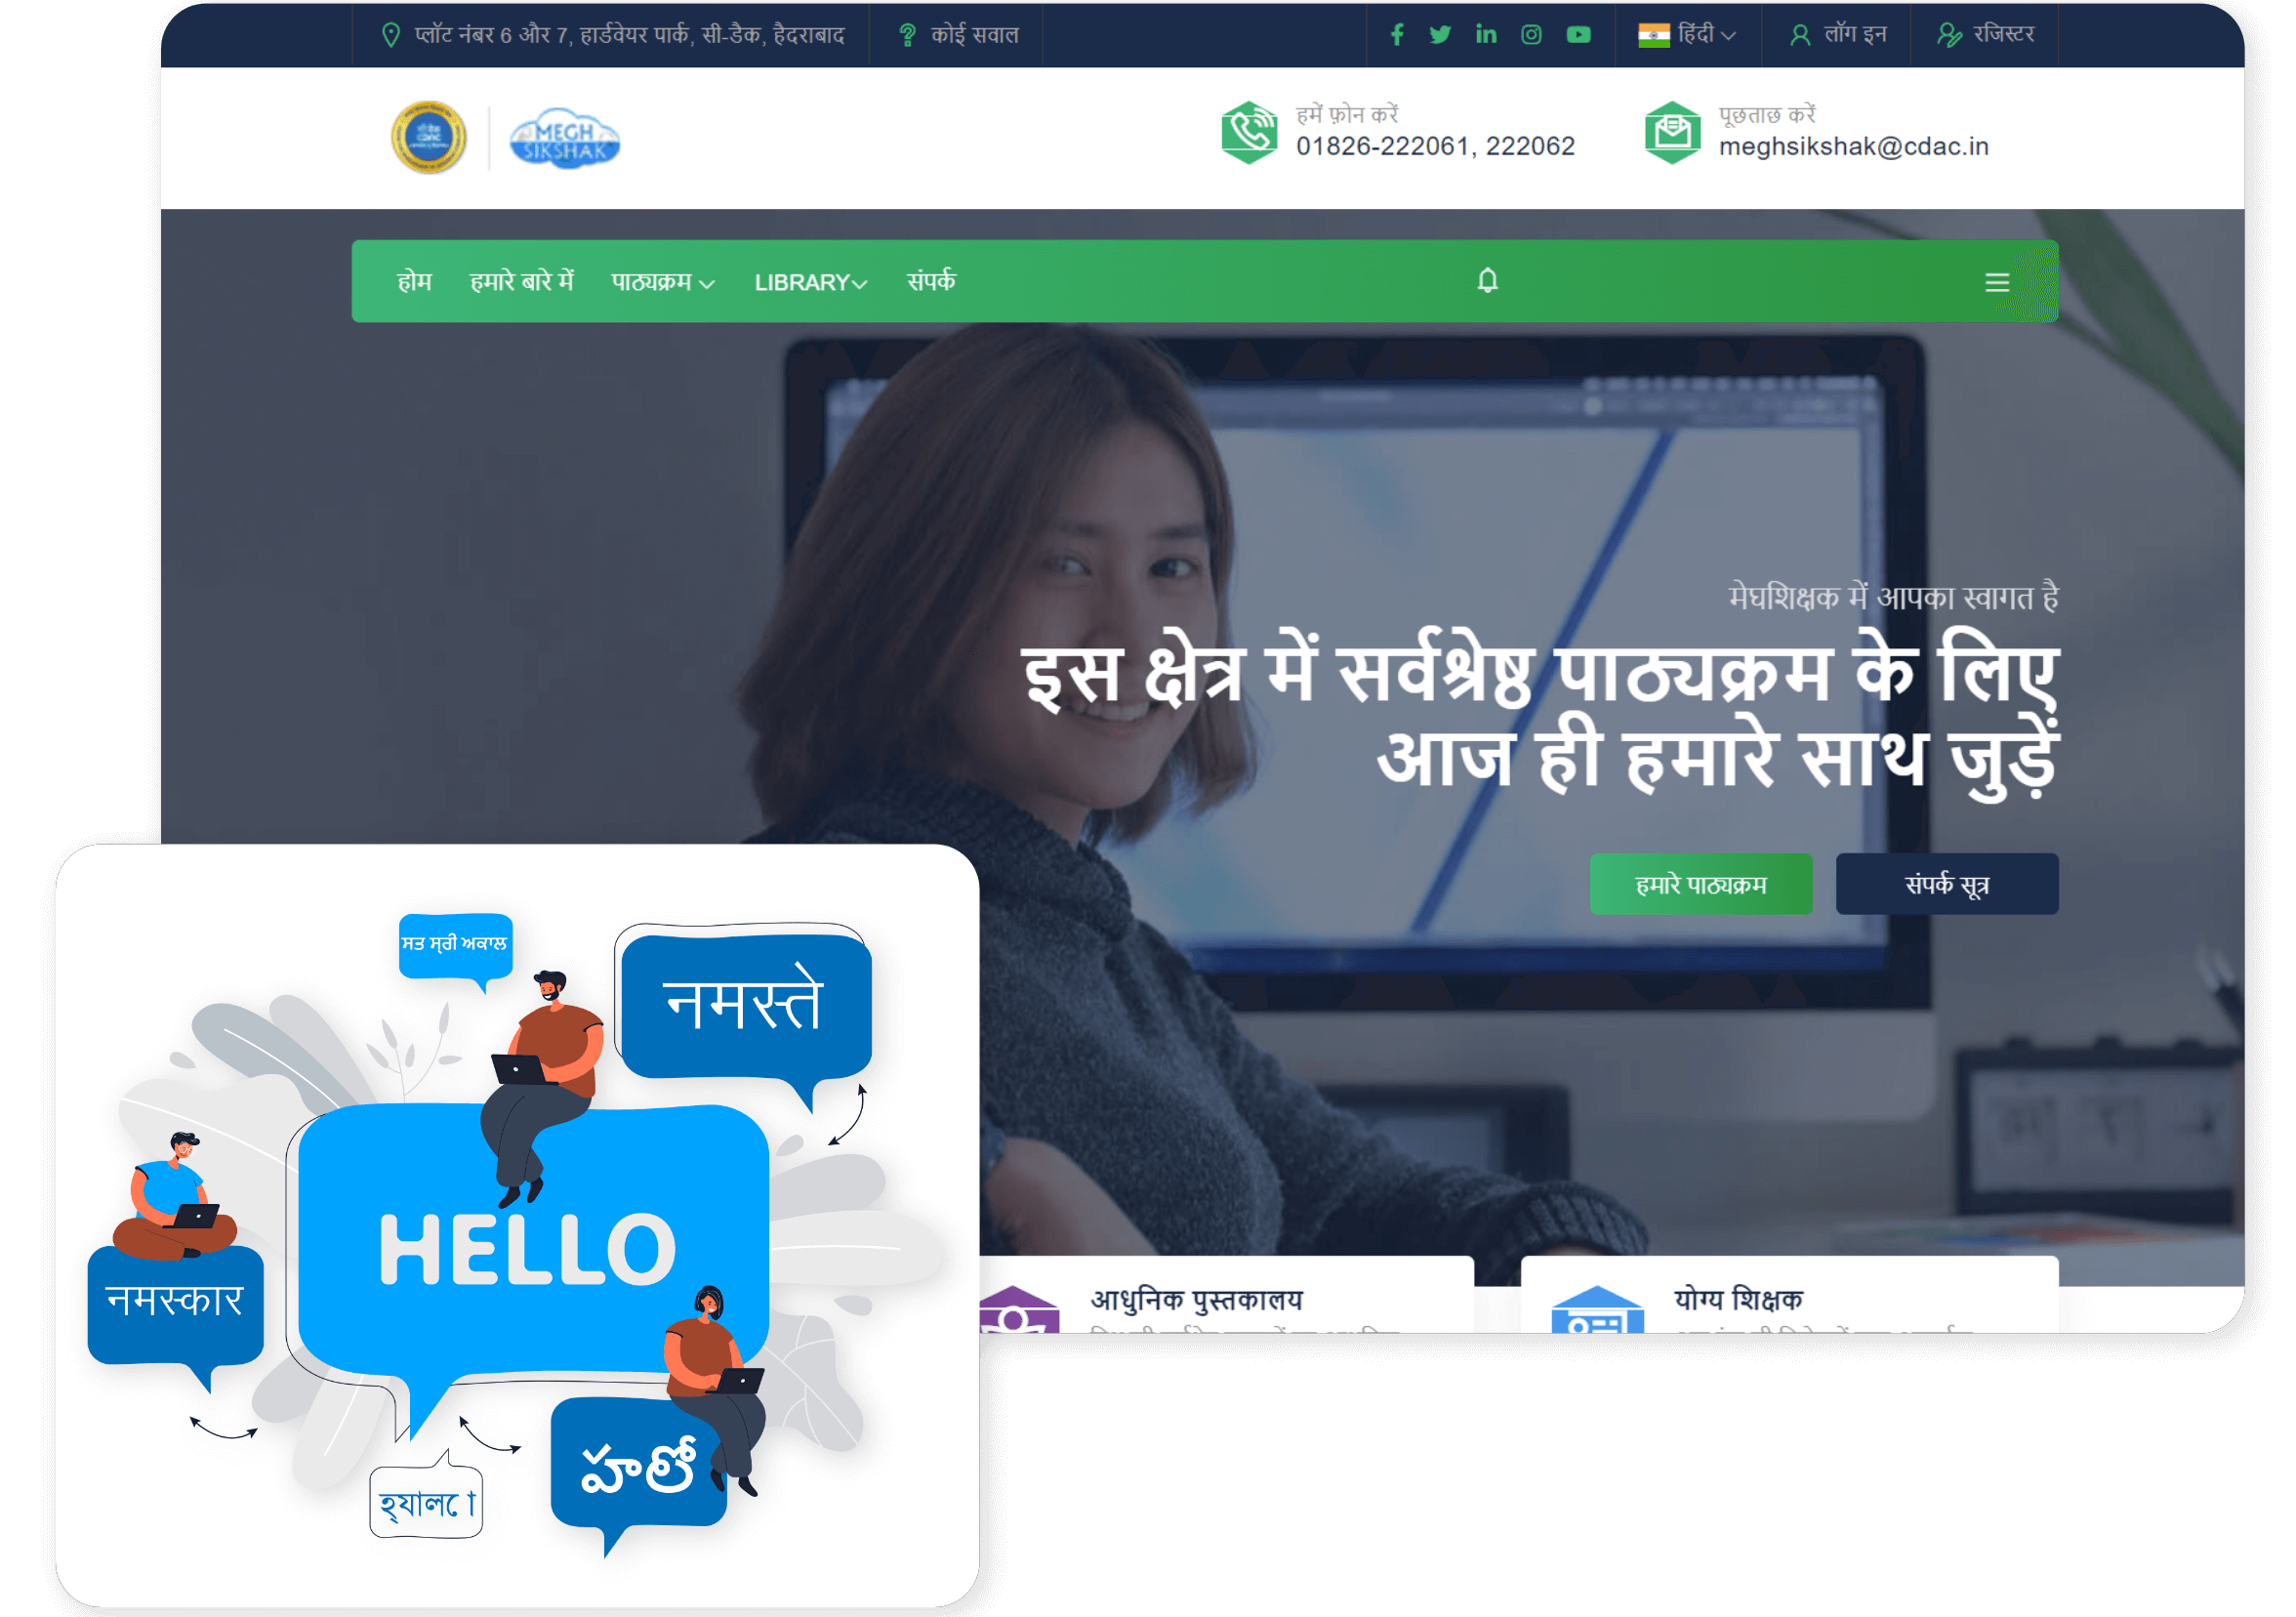 प्लॉट नंबर 6 और 7, हार्डवेयर पार्क, सी-डैक, हैदराबाद
कोई सवाल
हिंदी
लॉग इन
रजिस्टर
MEGH
SIKSHAK
हमें फ़ोन करें
01826-222061, 222062
पूछताछ करें
meghsikshak@cdac.in
होम हमारे बारे में पाठ्यक्रम LIBRARY संपर्क
मेघशिक्षक में आपका स्वागत है
इस क्षेत्र में सर्वश्रेष्ठ पाठ्यक्रम के लिए
आज ही हमारे साथ जुड़ें
हमारे पाठ्यक्रम
संपर्क सूत्र
आधुनिक पुस्तकालय
योग्य शिक्षक
ਸਤ ਸ੍ਰੀ ਅਕਾਲ
नमस्ते
HELLO
नमस्कार
హలో
হ্যালো